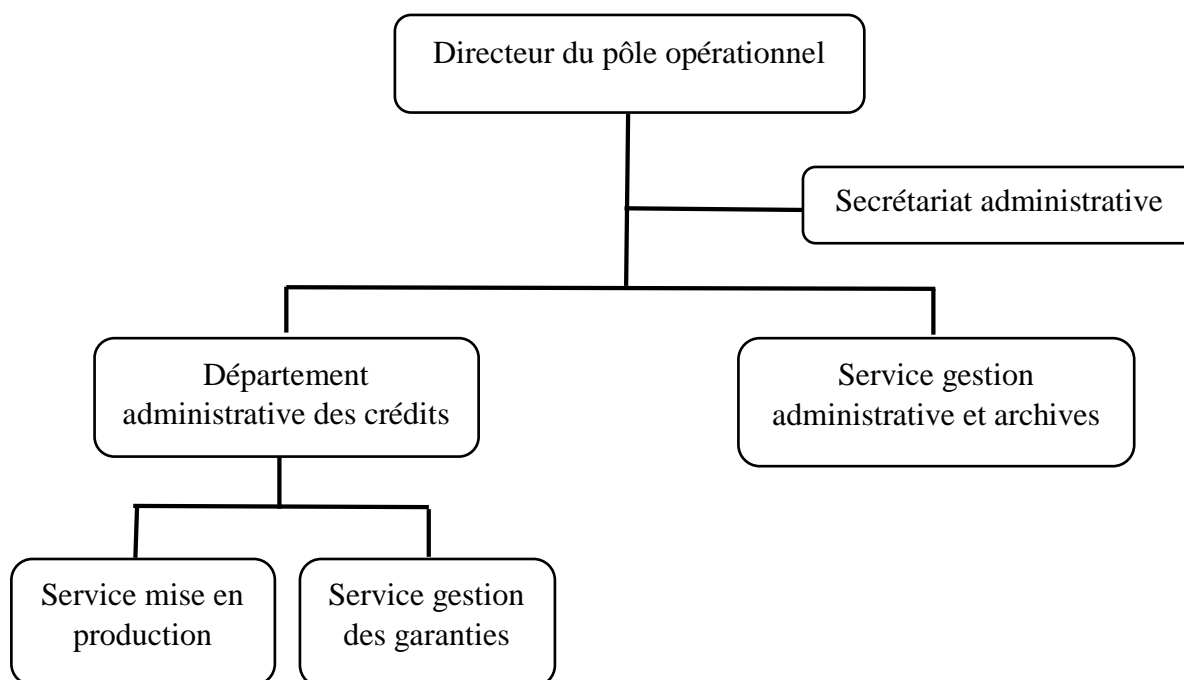 Directeur du pôle opérationnel
Secrétariat administrative
Département
administrative des crédits
Service gestion
administrative et archives
Service mise en
production
Service gestion
des garanties